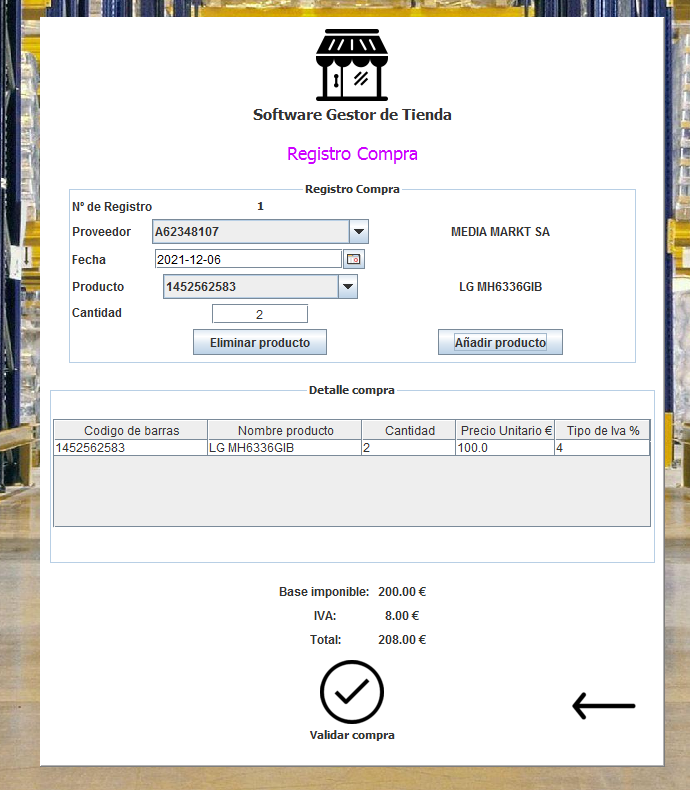 Software Gestor de Tienda
Registro Compra
Registro Compra
Nº de Registro 1
Proveedor A62348107 MEDIA MARKT SA
Fecha 2021-12-06
Producto 1452562583 LG MH6336GIB
Cantidad 2
Eliminar producto Añadir producto
Detalle compra
Codigo de barras Nombre producto Cantidad Precio Unitario € Tipo de Iva %
1452562583 LG MH6336GIB 2 100.0 4
Base imponible: 200.00 €
IVA: 8.00 €
Total: 208.00 €
Validar compra